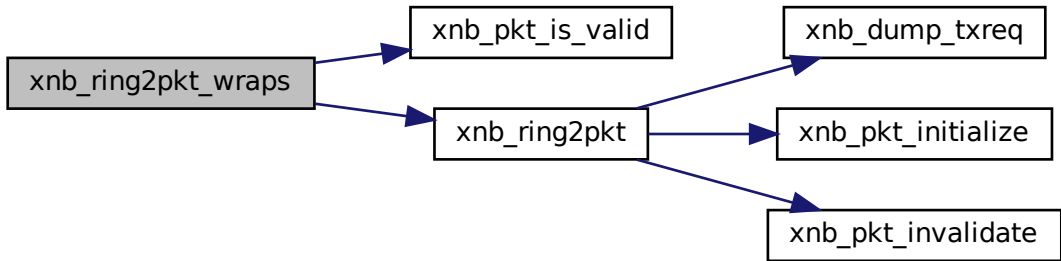 xnb_ring2pkt_wraps
xnb_pkt_is_valid
xnb_ring2pkt
xnb_dump_txreq
xnb_pkt_initialize
xnb_pkt_invalidate